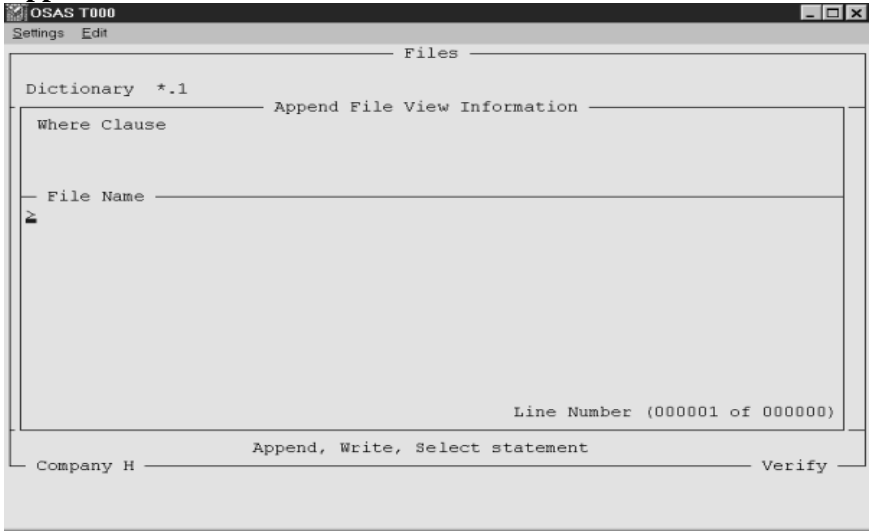 OSAS T000
Settings Edit
Files
Dictionary *.1
Append File View Information
Where Clause
File Name
≥
Line Number (000001 of 000000)
Append, Write, Select statement
Company H Verify